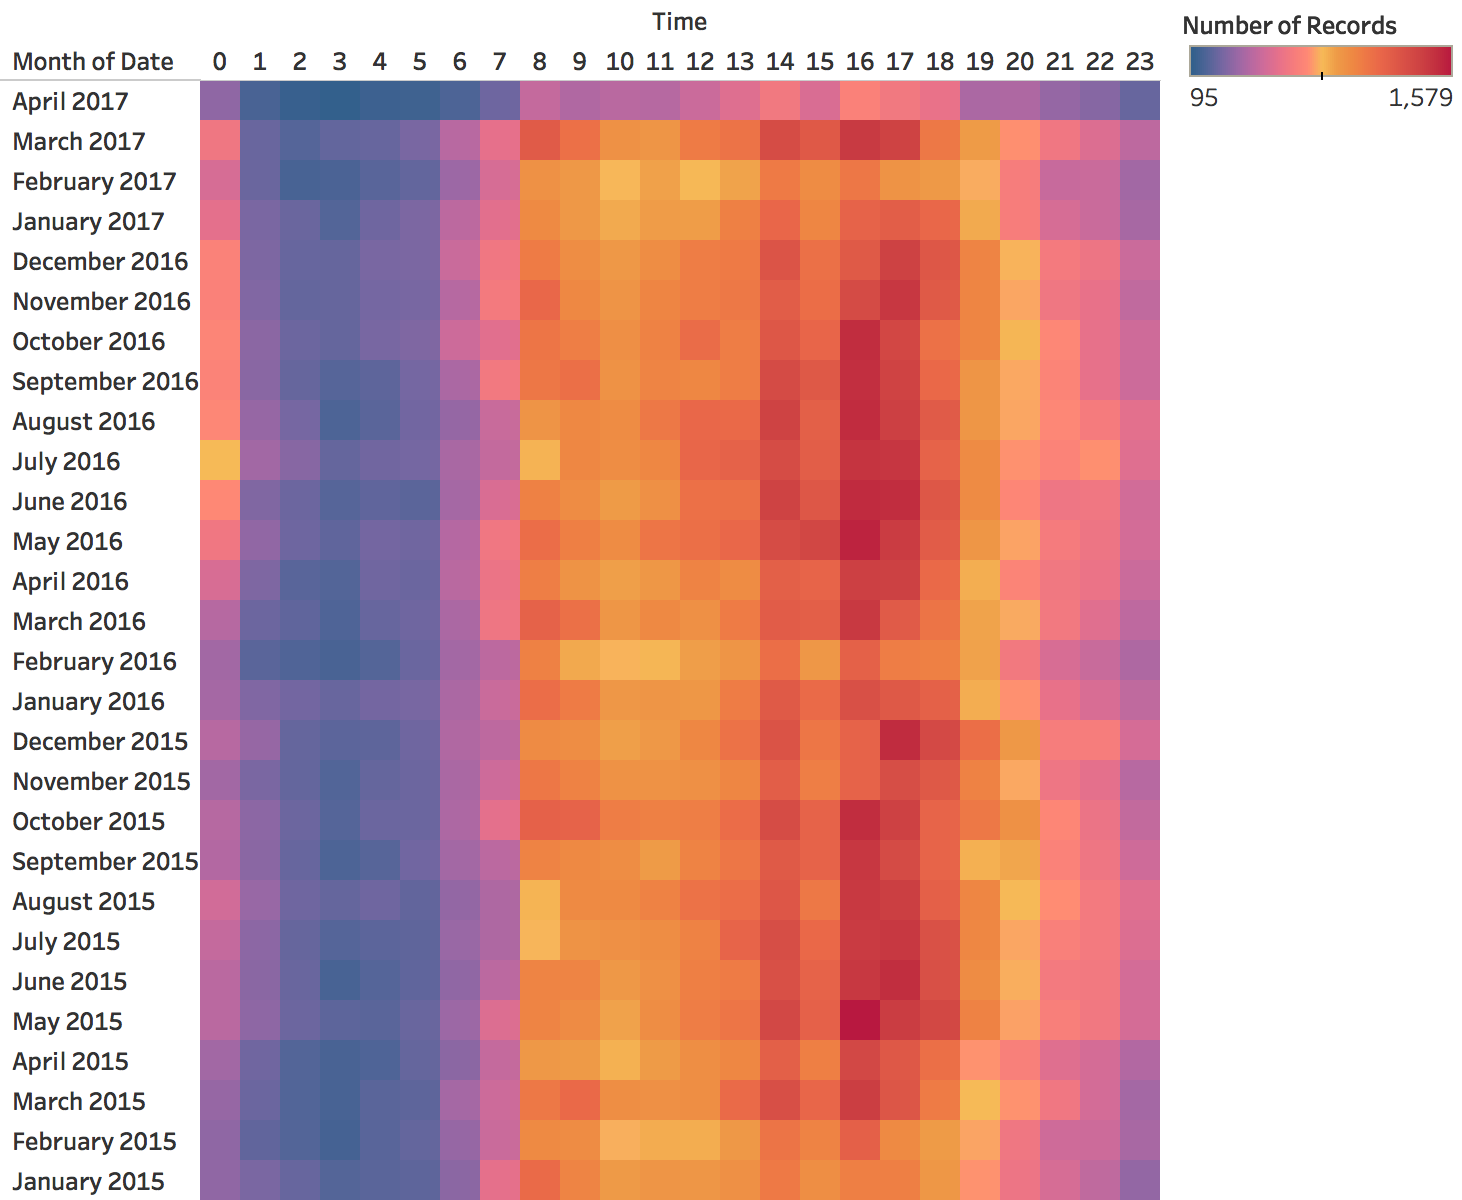 Time
Number of Records
Month of Date 0 1 2 3 4 5 6 7 8 9 10 11 12 13 14 15 16 17 18 19 20 21 22 23
95 1,579
April 2017
March 2017
February 2017
January 2017
December 2016
November 2016
October 2016
September 2016
August 2016
July 2016
June 2016
May 2016
April 2016
March 2016
February 2016
January 2016
December 2015
November 2015
October 2015
September 2015
August 2015
July 2015
June 2015
May 2015
April 2015
March 2015
February 2015
January 2015